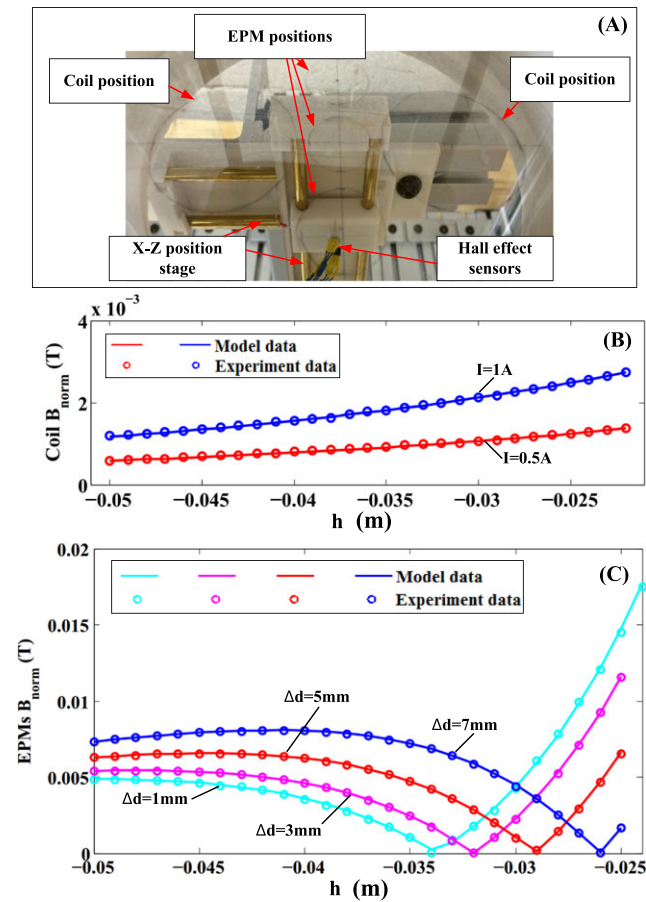 (A)
EPM positions
Coil position
Coil position
X-Z position
stage
Hall effect
sensors
x 10⁻³
(B)
4
2
0
Coil B_norm (T)
Model data
Experiment data
I=1A
I=0.5A
−0.05 −0.045 −0.04 −0.035 −0.03 −0.025
h (m)
(C)
0.02
0.015
0.01
0.005
0
EPMs B_norm (T)
Model data
Experiment data
Δd=5mm
Δd=7mm
Δd=1mm
Δd=3mm
−0.05 −0.045 −0.04 −0.035 −0.03 −0.025
h (m)